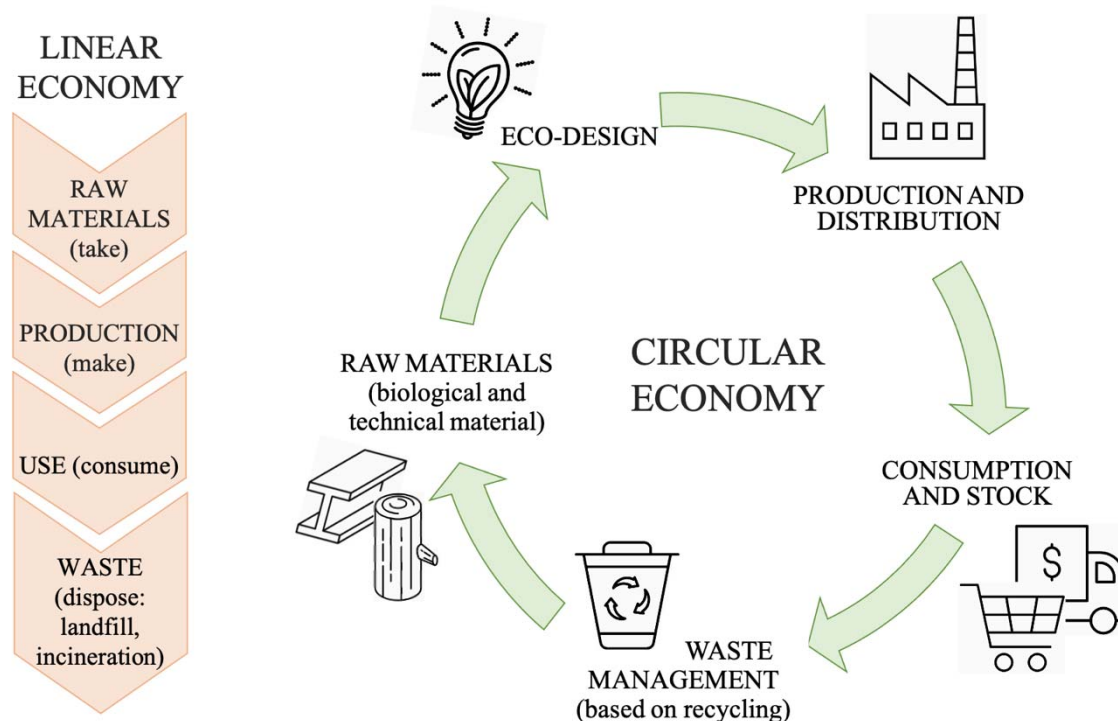 LINEAR
ECONOMY
RAW
MATERIALS
(take)
PRODUCTION
(make)
USE (consume)
WASTE
(dispose:
landfill,
incineration)
ECO-DESIGN
PRODUCTION AND
DISTRIBUTION
CIRCULAR
ECONOMY
RAW MATERIALS
(biological and
technical material)
CONSUMPTION
AND STOCK
$
WASTE
MANAGEMENT
(based on recycling)